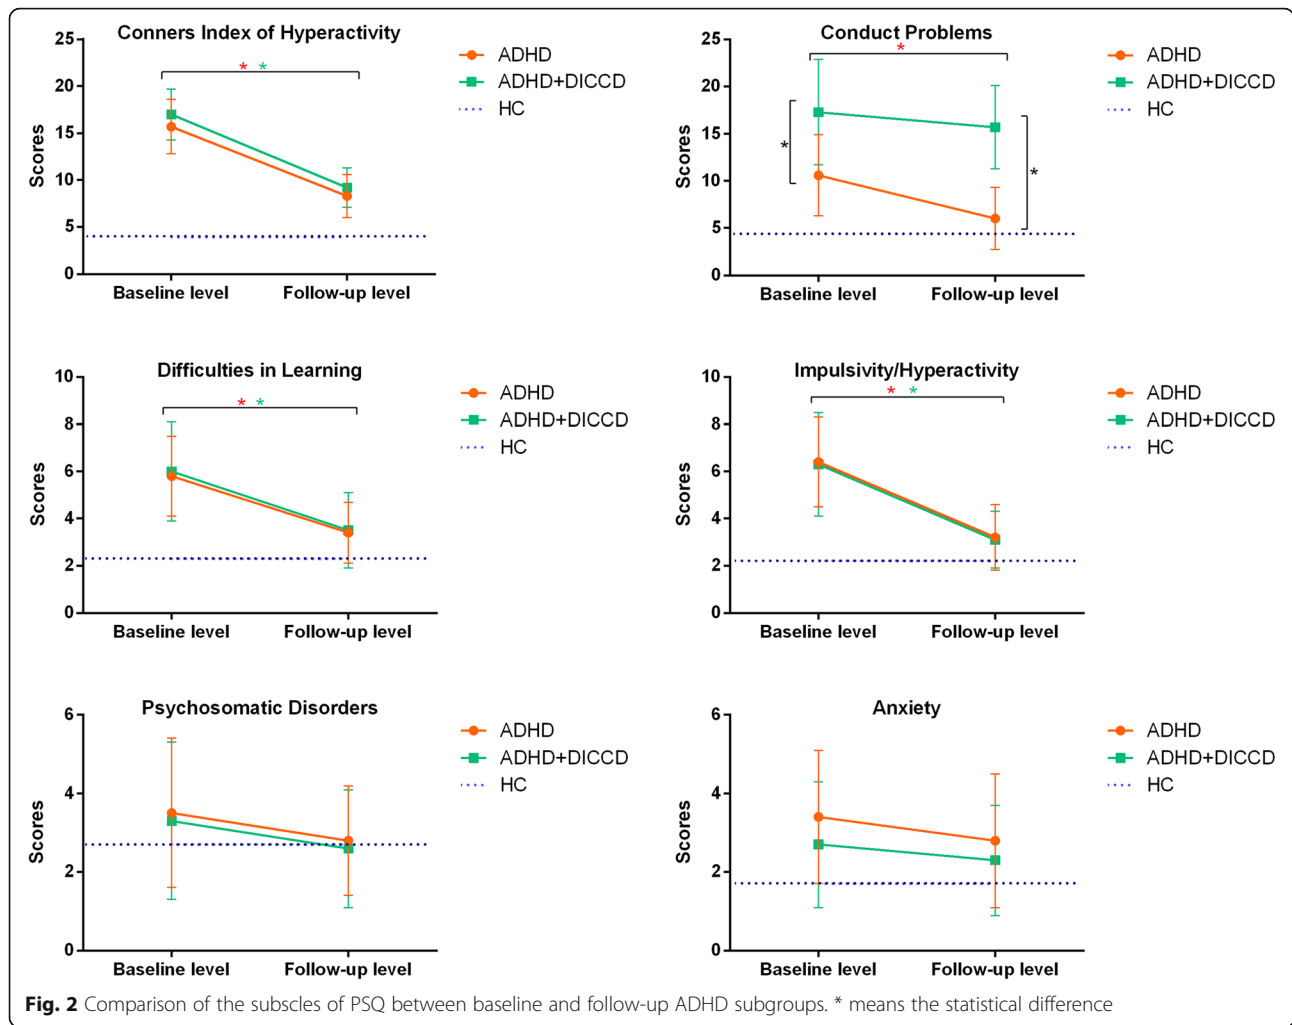 Conners Index of Hyperactivity
25
20
15
10
5
0
Scores
* *
Baseline level
Follow-up level
ADHD
ADHD+DICCD
HC
Conduct Problems
25
20
15
10
5
0
Scores
*
*
*
Baseline level
Follow-up level
ADHD
ADHD+DICCD
HC
Difficulties in Learning
10
8
6
4
2
0
Scores
* *
Baseline level
Follow-up level
ADHD
ADHD+DICCD
HC
Impulsivity/Hyperactivity
10
8
6
4
2
0
Scores
* *
Baseline level
Follow-up level
ADHD
ADHD+DICCD
HC
Psychosomatic Disorders
6
4
2
0
Scores
Baseline level
Follow-up level
ADHD
ADHD+DICCD
HC
Anxiety
6
4
2
0
Scores
Baseline level
Follow-up level
ADHD
ADHD+DICCD
HC
Fig. 2 Comparison of the subscles of PSQ between baseline and follow-up ADHD subgroups. * means the statistical difference